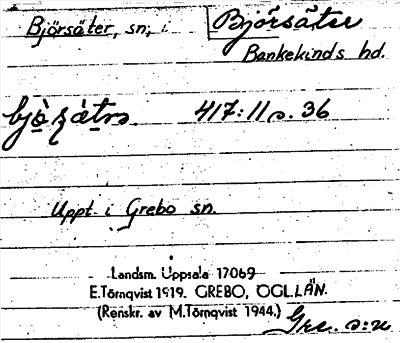 Björsäter, sn; i Björsäter
Bankekinds hd.
417:11 s. 36
Uppt. i Grebo sn.
Landsm. Uppsala 17069
E.Törnqvist 1919. GREBO, ÖGL.LÄN.
(Renskr. av M.Törnqvist 1944.)